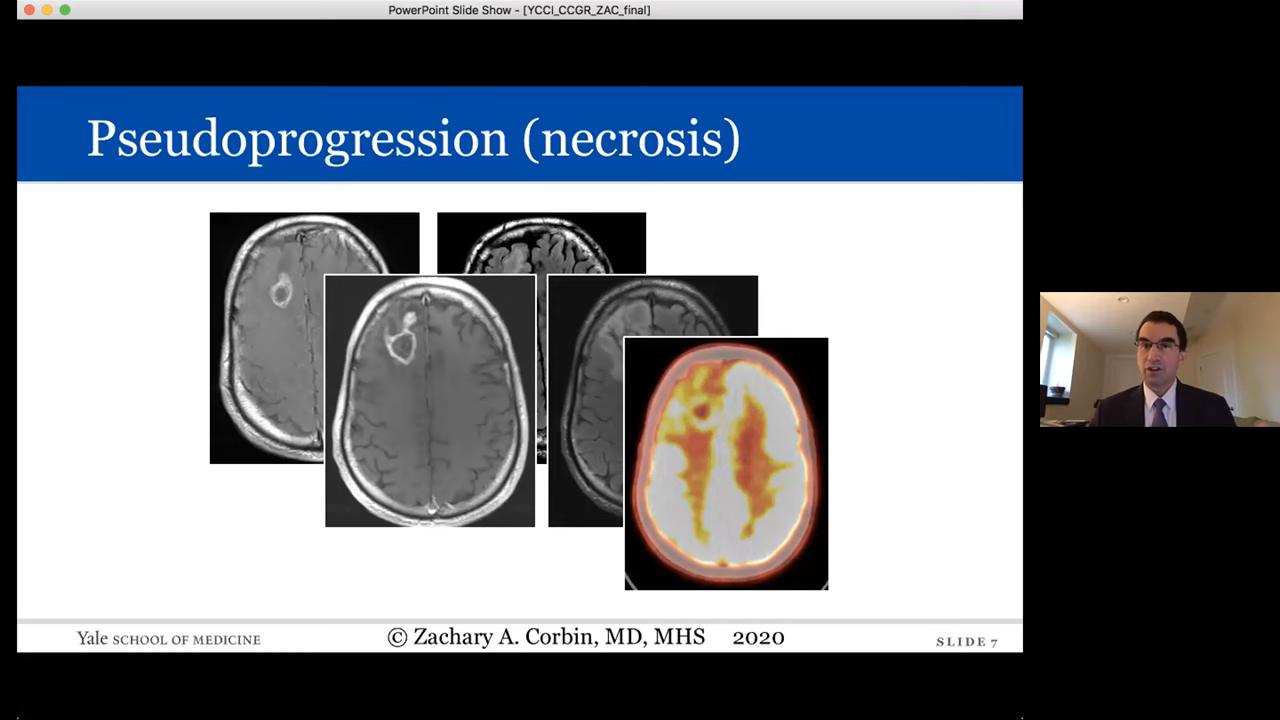 PowerPoint Slide Show - [YCCI_CCGR_ZAC_final]
Pseudoprogression (necrosis)
Yale SCHOOL OF MEDICINE
© Zachary A. Corbin, MD, MHS 2020
SLIDE 7